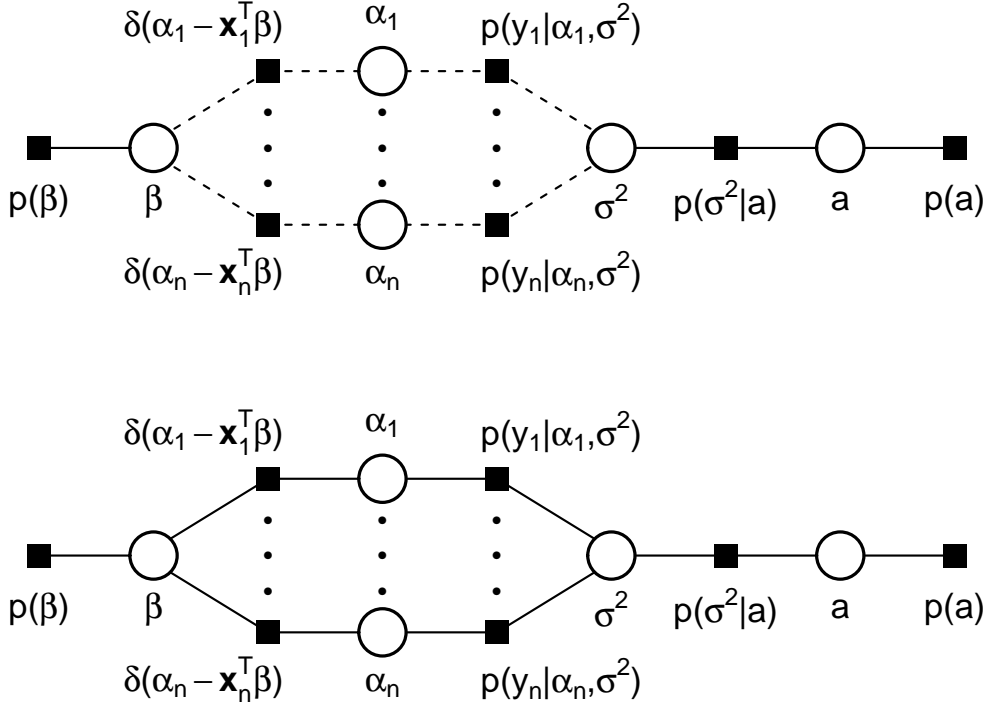 δ(α₁ − x₁ᵀβ) α₁ p(y₁|α₁,σ²)
p(β) β σ² p(σ²|a) a p(a)
δ(αₙ − xₙᵀβ) αₙ p(yₙ|αₙ,σ²)
δ(α₁ − x₁ᵀβ) α₁ p(y₁|α₁,σ²)
p(β) β σ² p(σ²|a) a p(a)
δ(αₙ − xₙᵀβ) αₙ p(yₙ|αₙ,σ²)